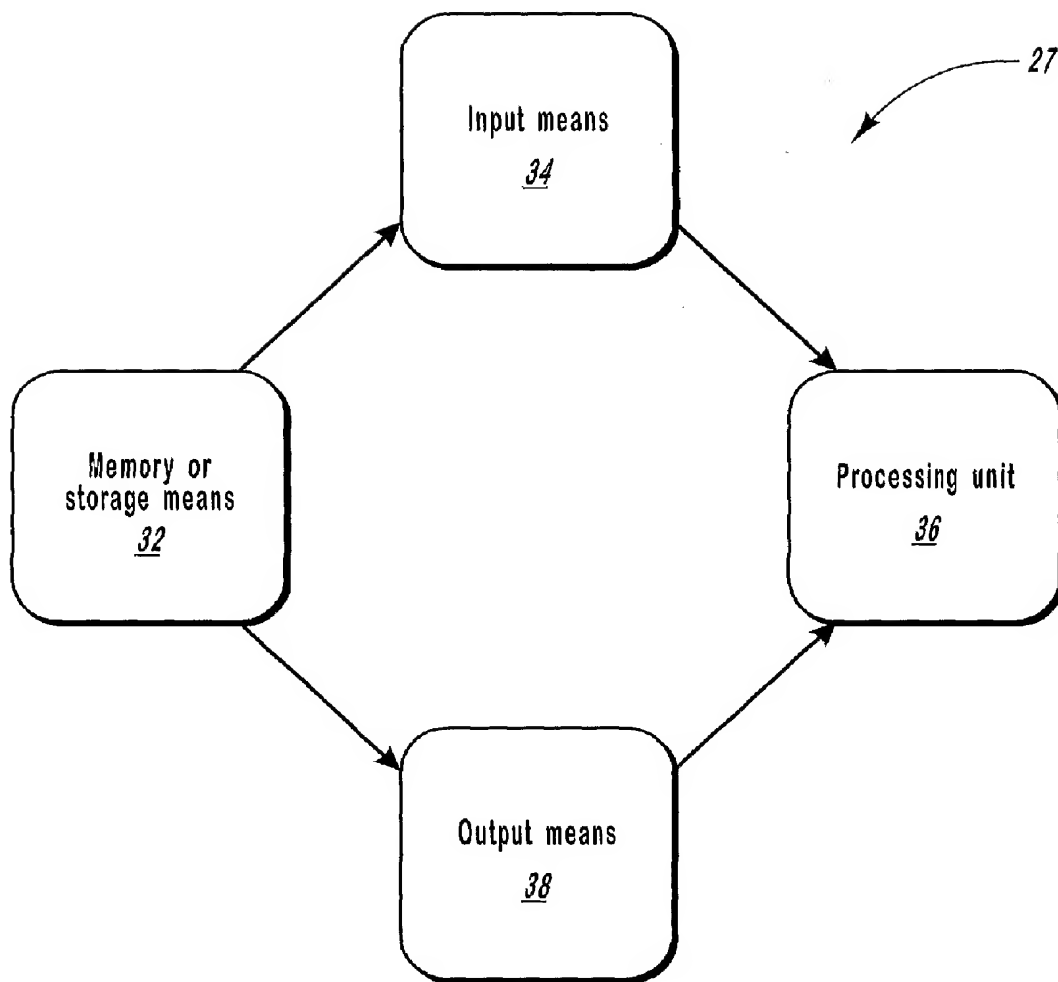 27
Input means
34
Memory or
storage means
32
Processing unit
36
Output means
38